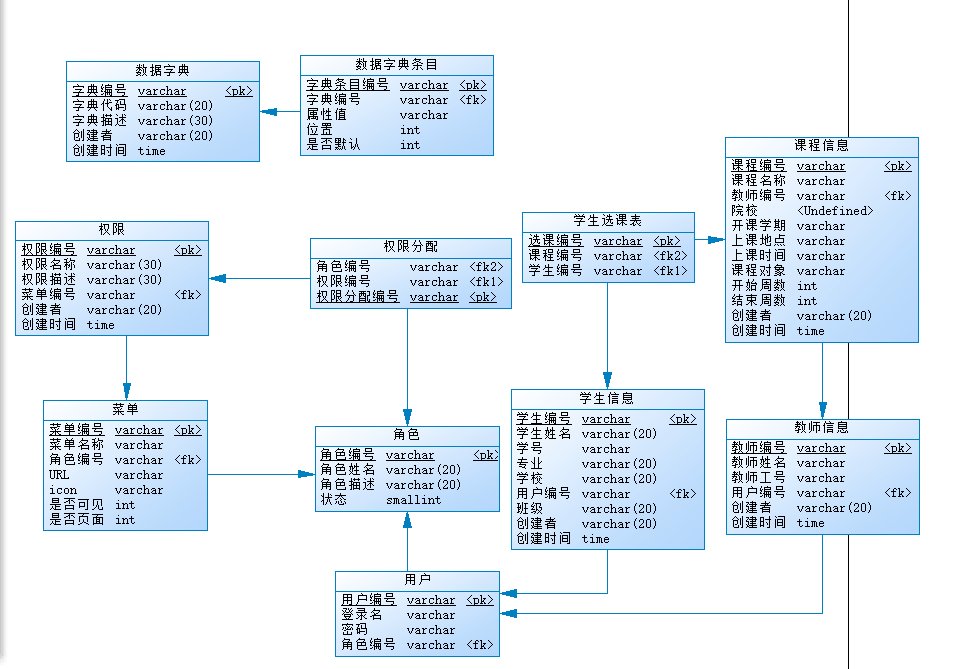 数据字典
字典编号 varchar <pk>
字典代码 varchar(20)
字典描述 varchar(30)
创建者 varchar(20)
创建时间 time
数据字典条目
字典条目编号 varchar <pk>
字典编号 varchar <fk>
属性值 varchar
位置 int
是否默认 int
课程信息
课程编号 varchar <pk>
课程名称 varchar
教师编号 varchar <fk>
院校 <Undefined>
开课学期 varchar
上课地点 varchar
上课时间 varchar
课程对象 varchar
开始周数 int
结束周数 int
创建者 varchar(20)
创建时间 time
权限
权限编号 varchar <pk>
权限名称 varchar(30)
权限描述 varchar(30)
菜单编号 varchar <fk>
创建者 varchar(20)
创建时间 time
权限分配
角色编号 varchar <fk2>
权限编号 varchar <fk1>
权限分配编号 varchar <pk>
学生选课表
选课编号 varchar <pk>
课程编号 varchar <fk2>
学生编号 varchar <fk1>
菜单
菜单编号 varchar <pk>
菜单名称 varchar
角色编号 varchar <fk>
URL varchar
icon varchar
是否可见 int
是否页面 int
角色
角色编号 varchar <pk>
角色姓名 varchar(20)
角色描述 varchar(20)
状态 smallint
学生信息
学生编号 varchar <pk>
学生姓名 varchar(20)
学号 varchar
专业 varchar(20)
学校 varchar(20)
用户编号 varchar <fk>
班级 varchar(20)
创建者 varchar(20)
创建时间 time
教师信息
教师编号 varchar <pk>
教师姓名 varchar
教师工号 varchar
用户编号 varchar <fk>
创建者 varchar(20)
创建时间 time
用户
用户编号 varchar <pk>
登录名 varchar
密码 varchar
角色编号 varchar <fk>